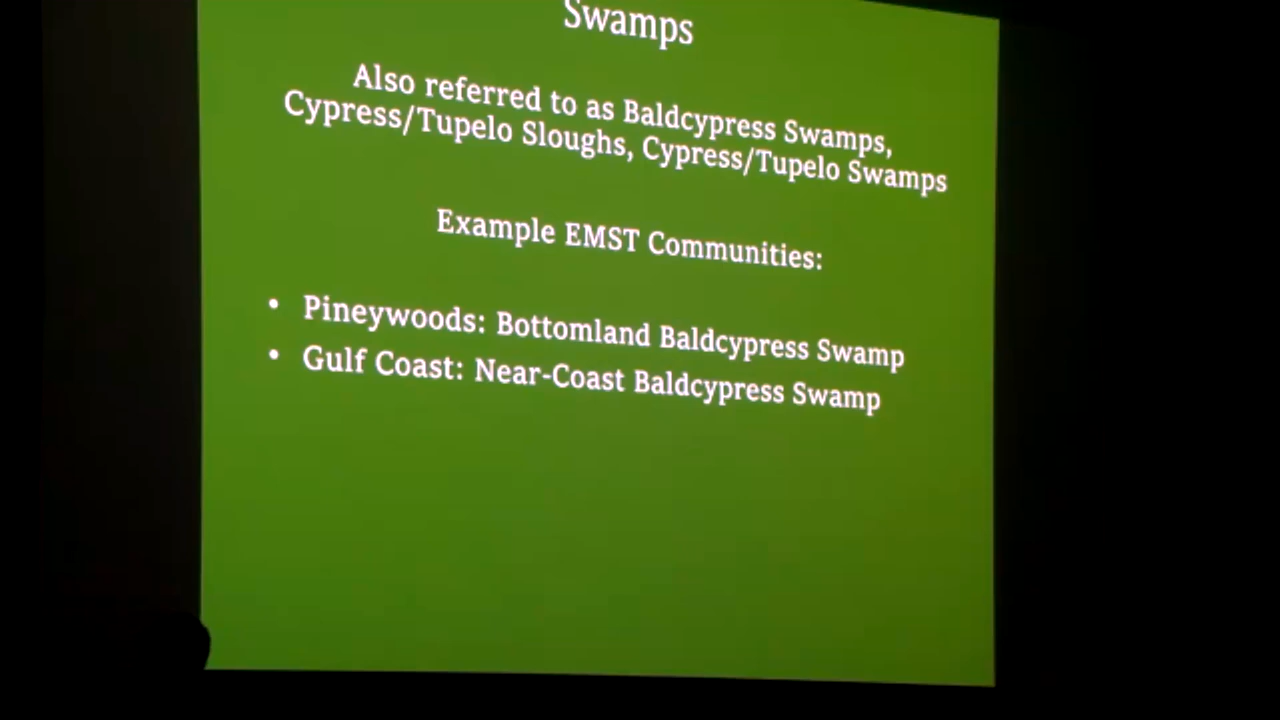 Swamps
Also referred to as Baldcypress Swamps,
Cypress/Tupelo Sloughs, Cypress/Tupelo Swamps
Example EMST Communities:
• Pineywoods: Bottomland Baldcypress Swamp
• Gulf Coast: Near-Coast Baldcypress Swamp